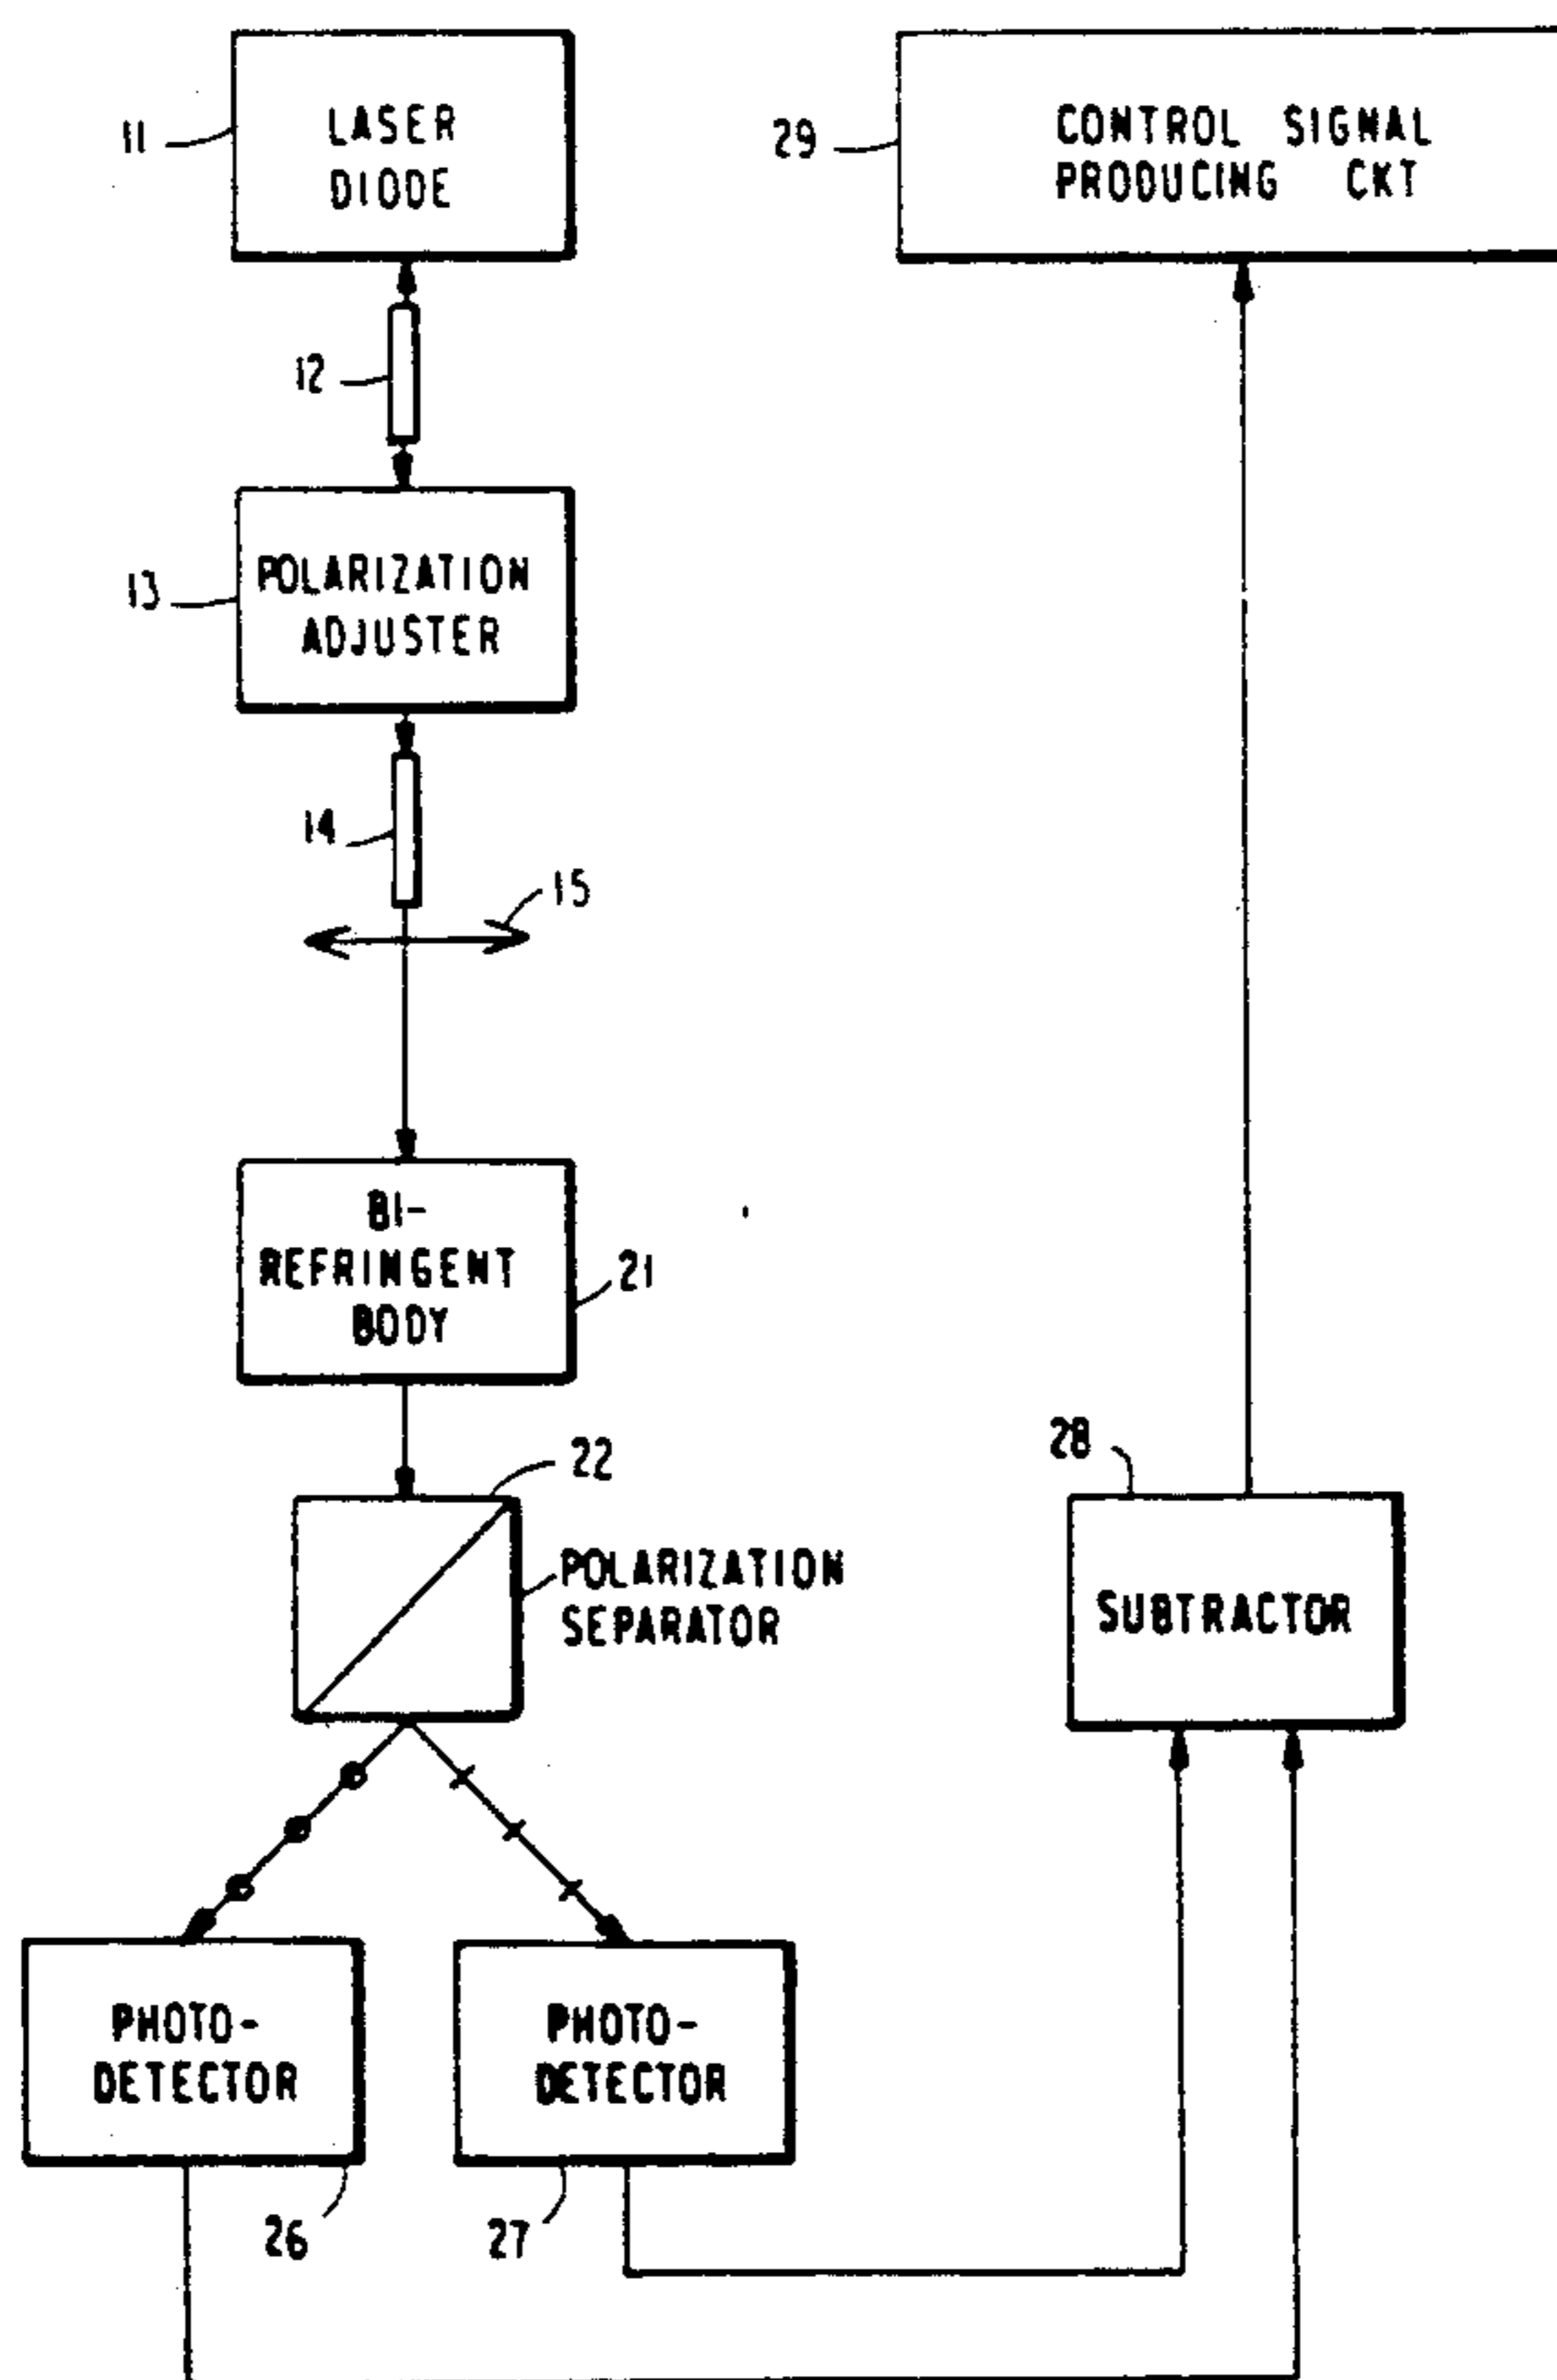 11
LASER
DIODE
29
CONTROL SIGNAL
PRODUCING CKT
12
13
POLARIZATION
ADJUSTER
14
15
BI-
REFRINGENT
BODY
21
22
POLARIZATION
SEPARATOR
28
SUBTRACTOR
PHOTO-
DETECTOR
PHOTO-
DETECTOR
26
27